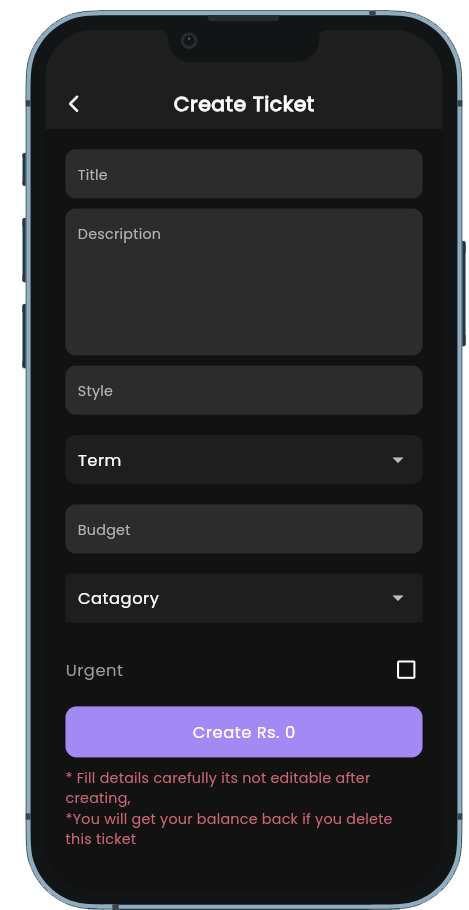 Create Ticket
Title
Description
Style
Term
Budget
Catagory
Urgent
Create Rs. 0
* Fill details carefully its not editable after
creating,
*You will get your balance back if you delete
this ticket